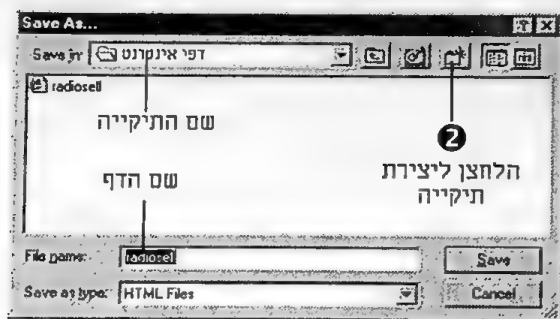 Save As...
Save in: דפי אינטרנט
radiosell
שם התיקייה
2
הלחצן ליצירת
תיקייה
שם הדף
File name: radiosell
Save
Save as type: HTML Files
Cancel